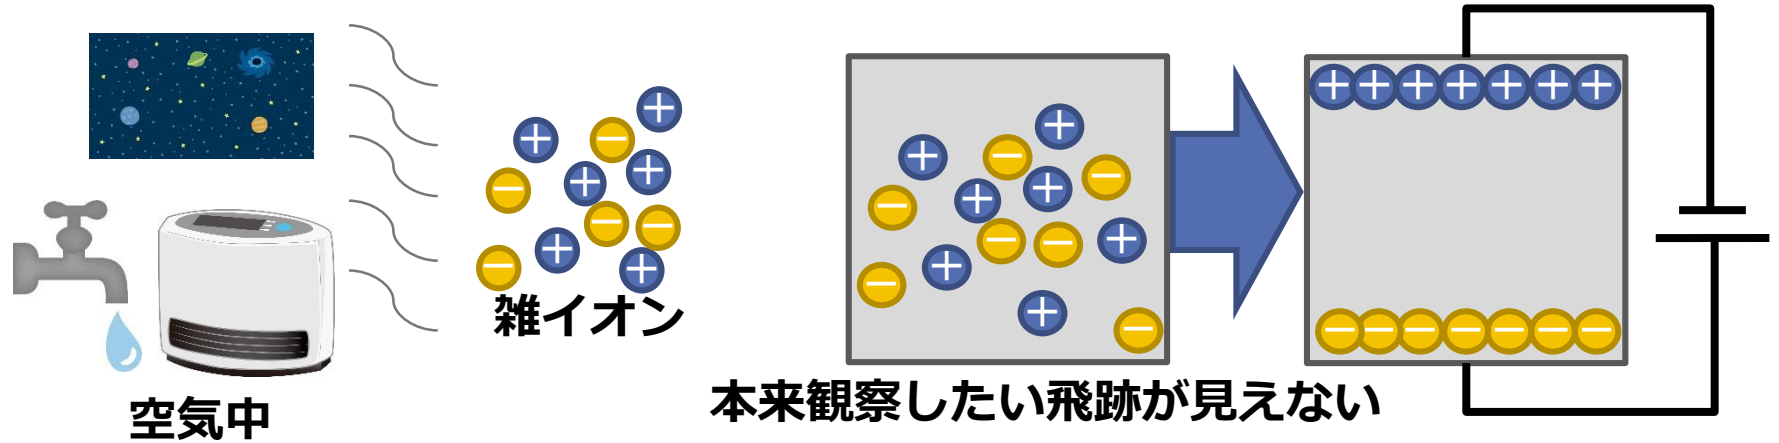 雑イオン
本来観察したい飛跡が見えない
空気中